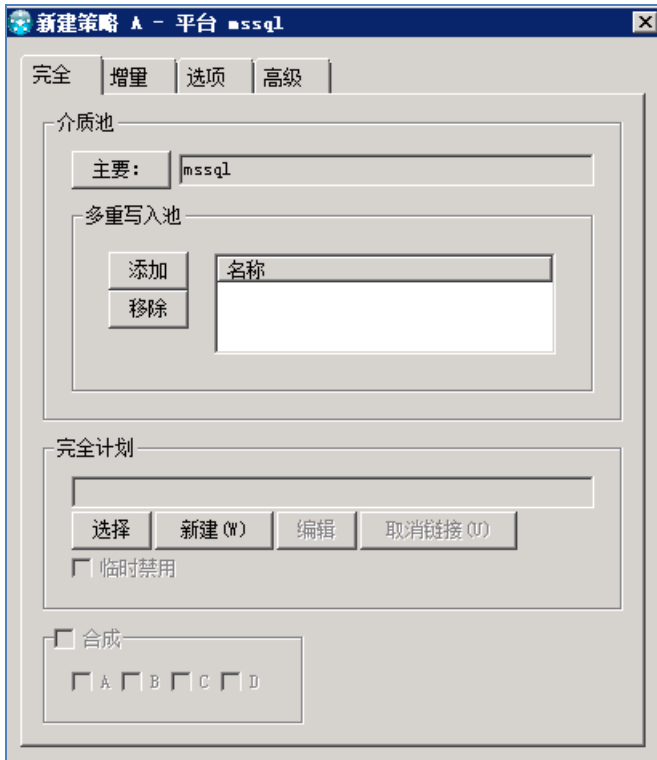 新建策略 A - 平台 mssql
完全 增量 选项 高级
介质池
主要: mssql
多重写入池
添加 名称
移除
完全计划
选择 新建(W) 编辑 取消链接(U)
临时禁用
合成
A B C D